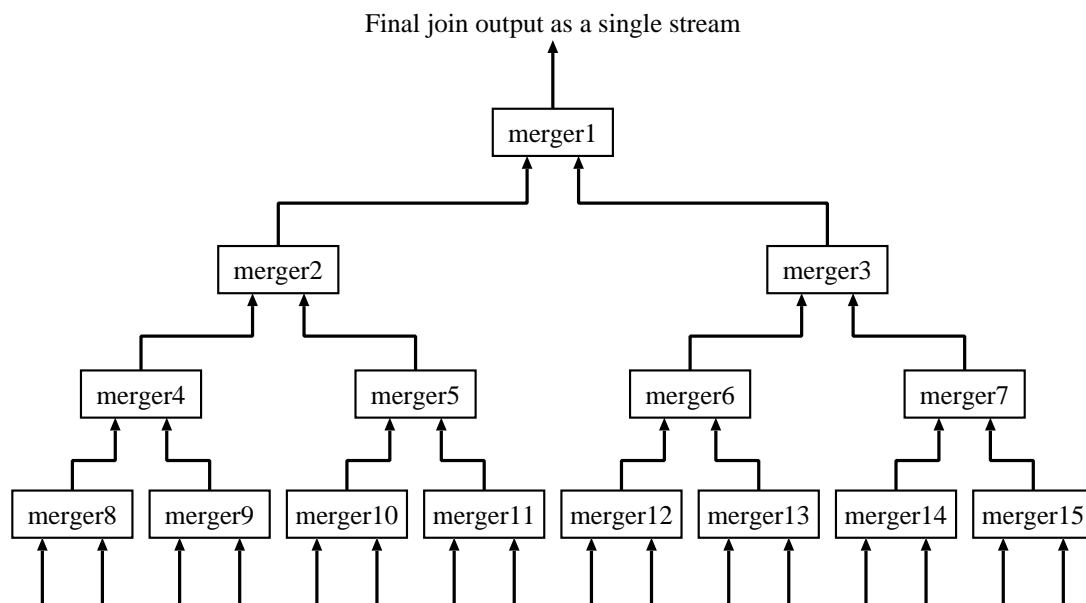 Final join output as a single stream
merger1
merger2
merger3
merger4
merger5
merger6
merger7
merger8
merger9
merger10
merger11
merger12
merger13
merger14
merger15